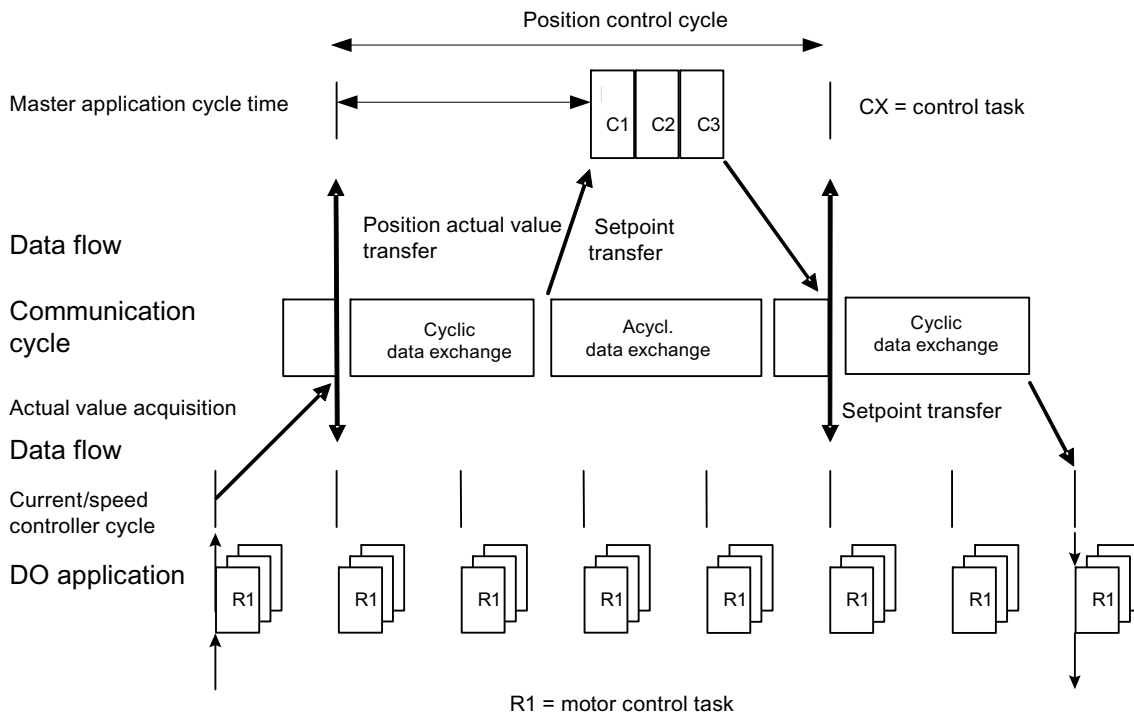 Position control cycle
Master application cycle time
C1 C2 C3
CX = control task
Position actual value
transfer
Setpoint
transfer
Data flow
Communication
cycle
Cyclic
data exchange
Acycl.
data exchange
Cyclic
data exchange
Actual value acquisition
Setpoint transfer
Data flow
Current/speed
controller cycle
DO application
R1 R1 R1 R1 R1 R1 R1 R1
R1 = motor control task